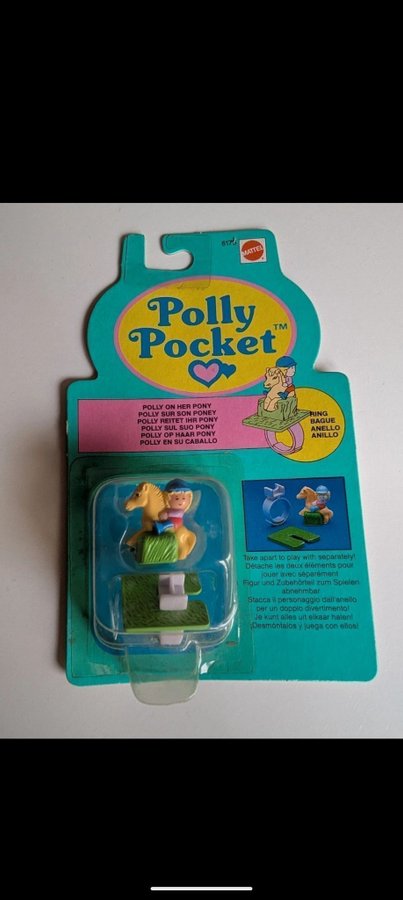 MATTEL
Polly
Pocket™
POLLY ON HER PONY
POLLY SUR SON PONEY
POLLY REITET IHR PONY
POLLY SUL SUO PONY
POLLY OP HAAR PONY
POLLY EN SU CABALLO
RING
BAGUE
ANELLO
ANILLO
Take apart to play with separately!
Détache les deux éléments pour
jouer avec séparément
Figur und Zubehörteil zum Spielen
abnehmbar
Stacca il personaggio dall'anello
per un doppio divertimento!
Je kunt alles uit elkaar halen!
¡Desmóntalos y juega con ellos!